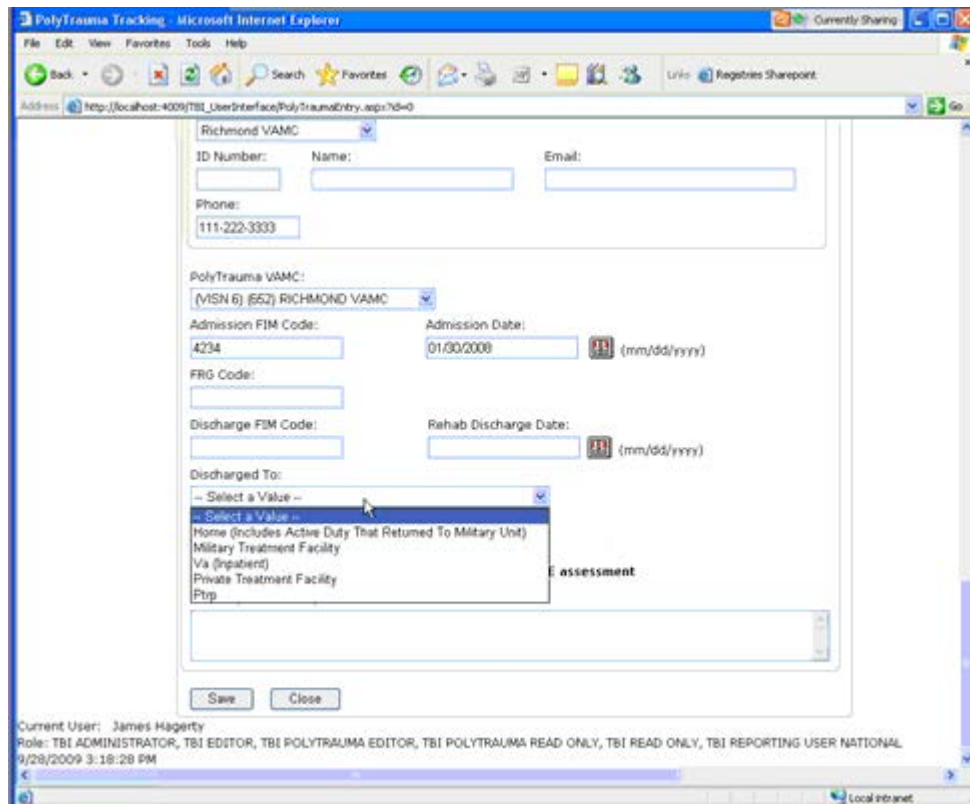 PolyTrauma Tracking - Microsoft Internet Explorer
Currently Sharing
File Edit View Favorites Tools Help
Back Search Favorites Links Registries Sharepoint
Address http://localhost:4009/TBI_UserInterface/PolyTraumaEntry.aspx?id=0 Go
Richmond VAMC
ID Number: Name: Email:
Phone:
111-222-3333
PolyTrauma VAMC:
(VISN 6) (652) RICHMOND VAMC
Admission FIM Code: Admission Date:
4234 01/30/2008 (mm/dd/yyyy)
FRG Code:
Discharge FIM Code: Rehab Discharge Date:
(mm/dd/yyyy)
Discharged To:
-- Select a Value --
-- Select a Value --
Home (Includes Active Duty That Returned To Military Unit)
Military Treatment Facility
Va (Inpatient)
E assessment
Private Treatment Facility
Ptrp
Save Close
Current User: James Hagerty
Role: TBI ADMINISTRATOR, TBI EDITOR, TBI POLYTRAUMA EDITOR, TBI POLYTRAUMA READ ONLY, TBI READ ONLY, TBI REPORTING USER NATIONAL
9/28/2009 3:18:28 PM
Local intranet